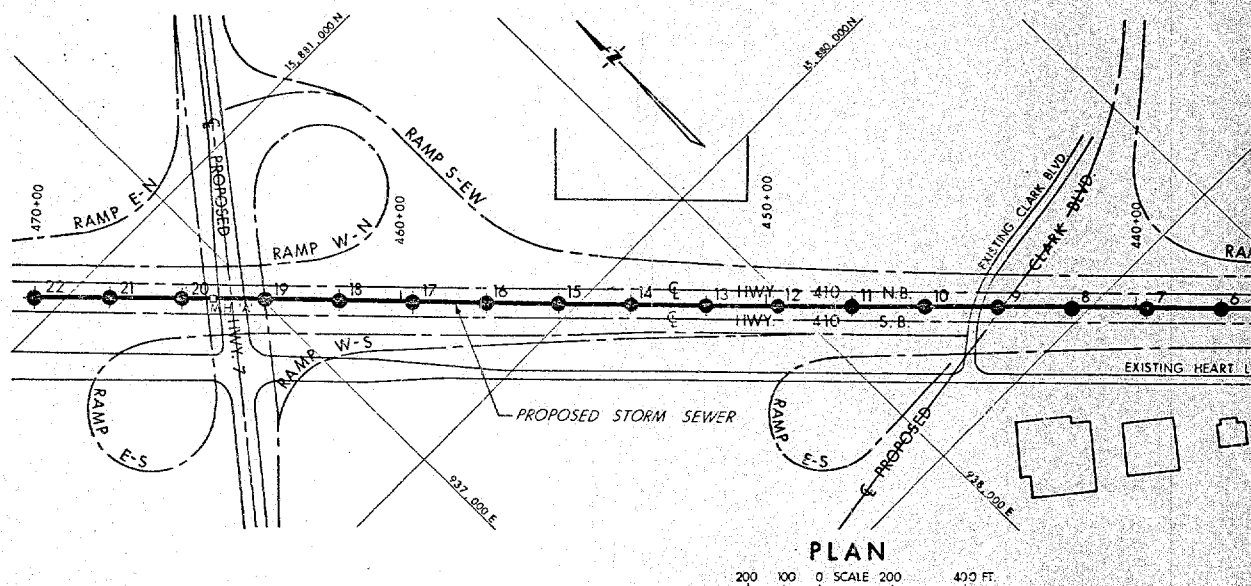 15, 881, 000 N
15, 880, 000 N
N
RAMP E-N
℄ PROPOSED
RAMP S-EW
EXISTING CLARK BLVD.
CLARK BLVD.
470+00
RAMP W-N
460+00
450+00
440+00
22 21 20 19 18 17 16 15 14 13 12 11 10 9 8 7 6
℄ HWY. 410 N.B.
℄ HWY. 410 S.B.
HWY. 7
RAMP W-S
EXISTING HEART L
RAMP E-S
PROPOSED STORM SEWER
RAMP E-S
℄ PROPOSED
937, 000 E
938, 000 E
PLAN
200 100 0 SCALE 200 400 FT.